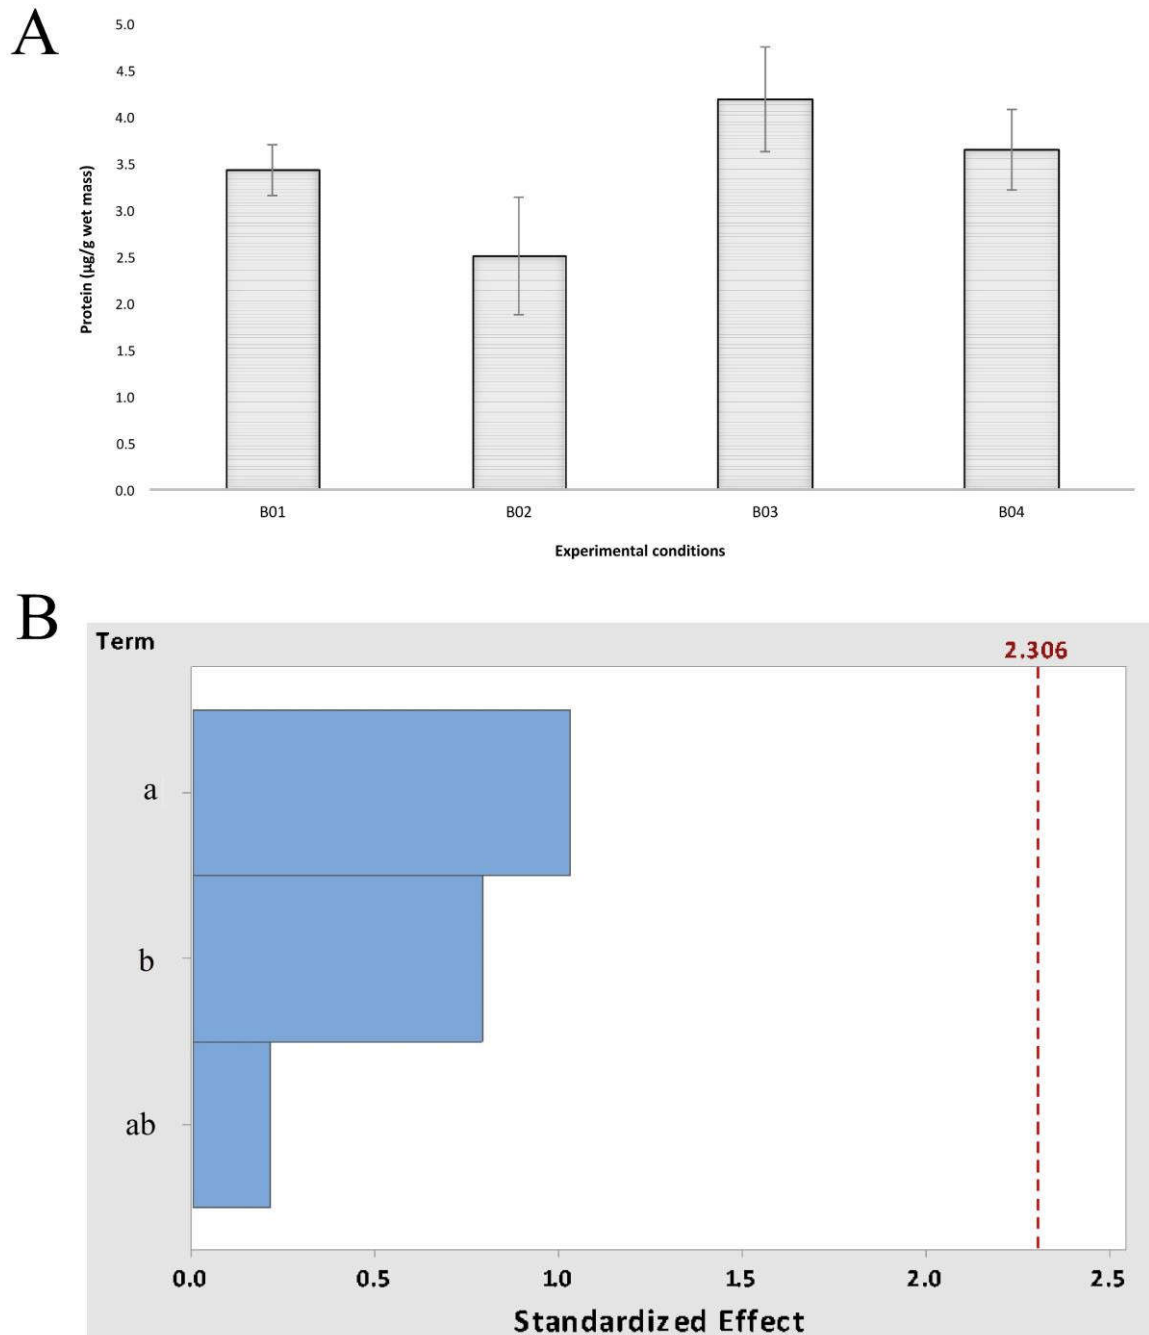 A
5.0
4.5
4.0
3.5
3.0
2.5
2.0
1.5
1.0
0.5
0.0
Protein (µg/g wet mass)
B01 B02 B03 B04
Experimental conditions
B
Term
2.306
a
b
ab
0.0 0.5 1.0 1.5 2.0 2.5
Standardized Effect